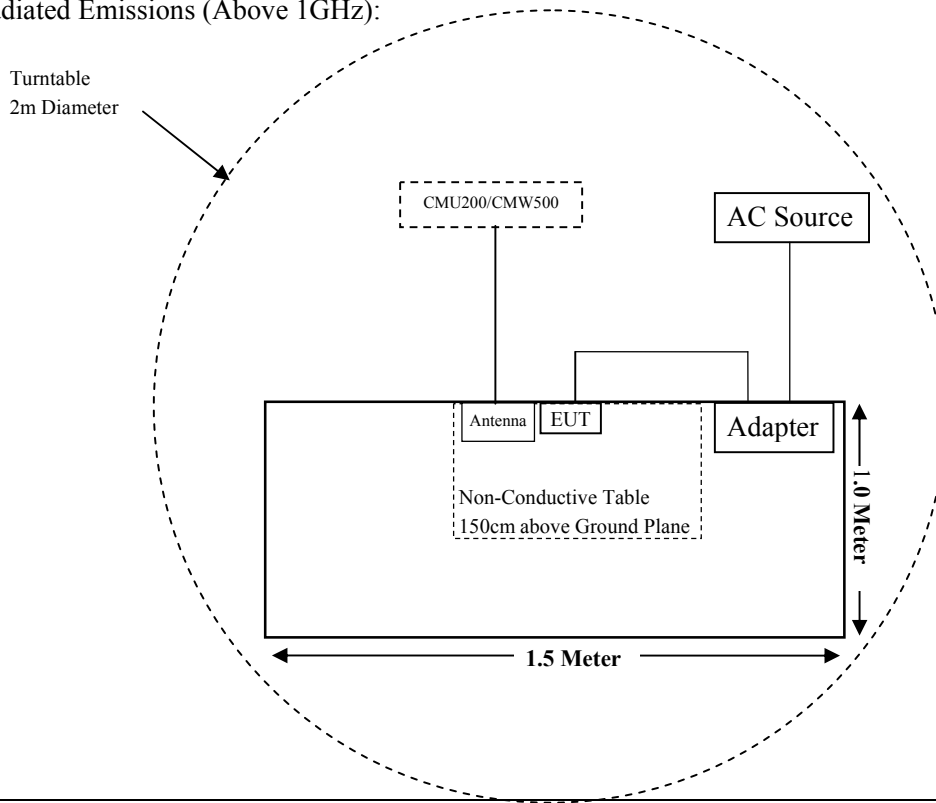 diated Emissions (Above 1GHz):
Turntable
2m Diameter
CMU200/CMW500
AC Source
Antenna
EUT
Adapter
Non-Conductive Table
150cm above Ground Plane
1.0 Meter
1.5 Meter